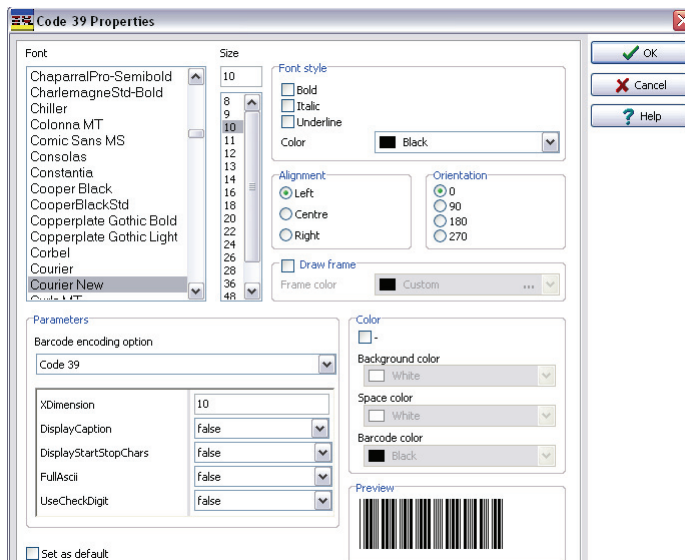 Code 39 Properties
Font
Size
ChaparralPro-Semibold
CharlemagneStd-Bold
Chiller
Colonna MT
Comic Sans MS
Consolas
Constantia
Cooper Black
CooperBlackStd
Copperplate Gothic Bold
Copperplate Gothic Light
Corbel
Courier
Courier New
10
8
9
10
11
12
13
14
16
18
20
22
24
26
28
36
48
Font style
Bold
Italic
Underline
Color
Black
Alignment
Left
Centre
Right
Orientation
0
90
180
270
Draw frame
Frame color
Custom
...
OK
Cancel
Help
Parameters
Barcode encoding option
Code 39
XDimension
10
DisplayCaption
false
DisplayStartStopChars
false
FullAscii
false
UseCheckDigit
false
Color
-
Background color
White
Space color
White
Barcode color
Black
Preview
Set as default